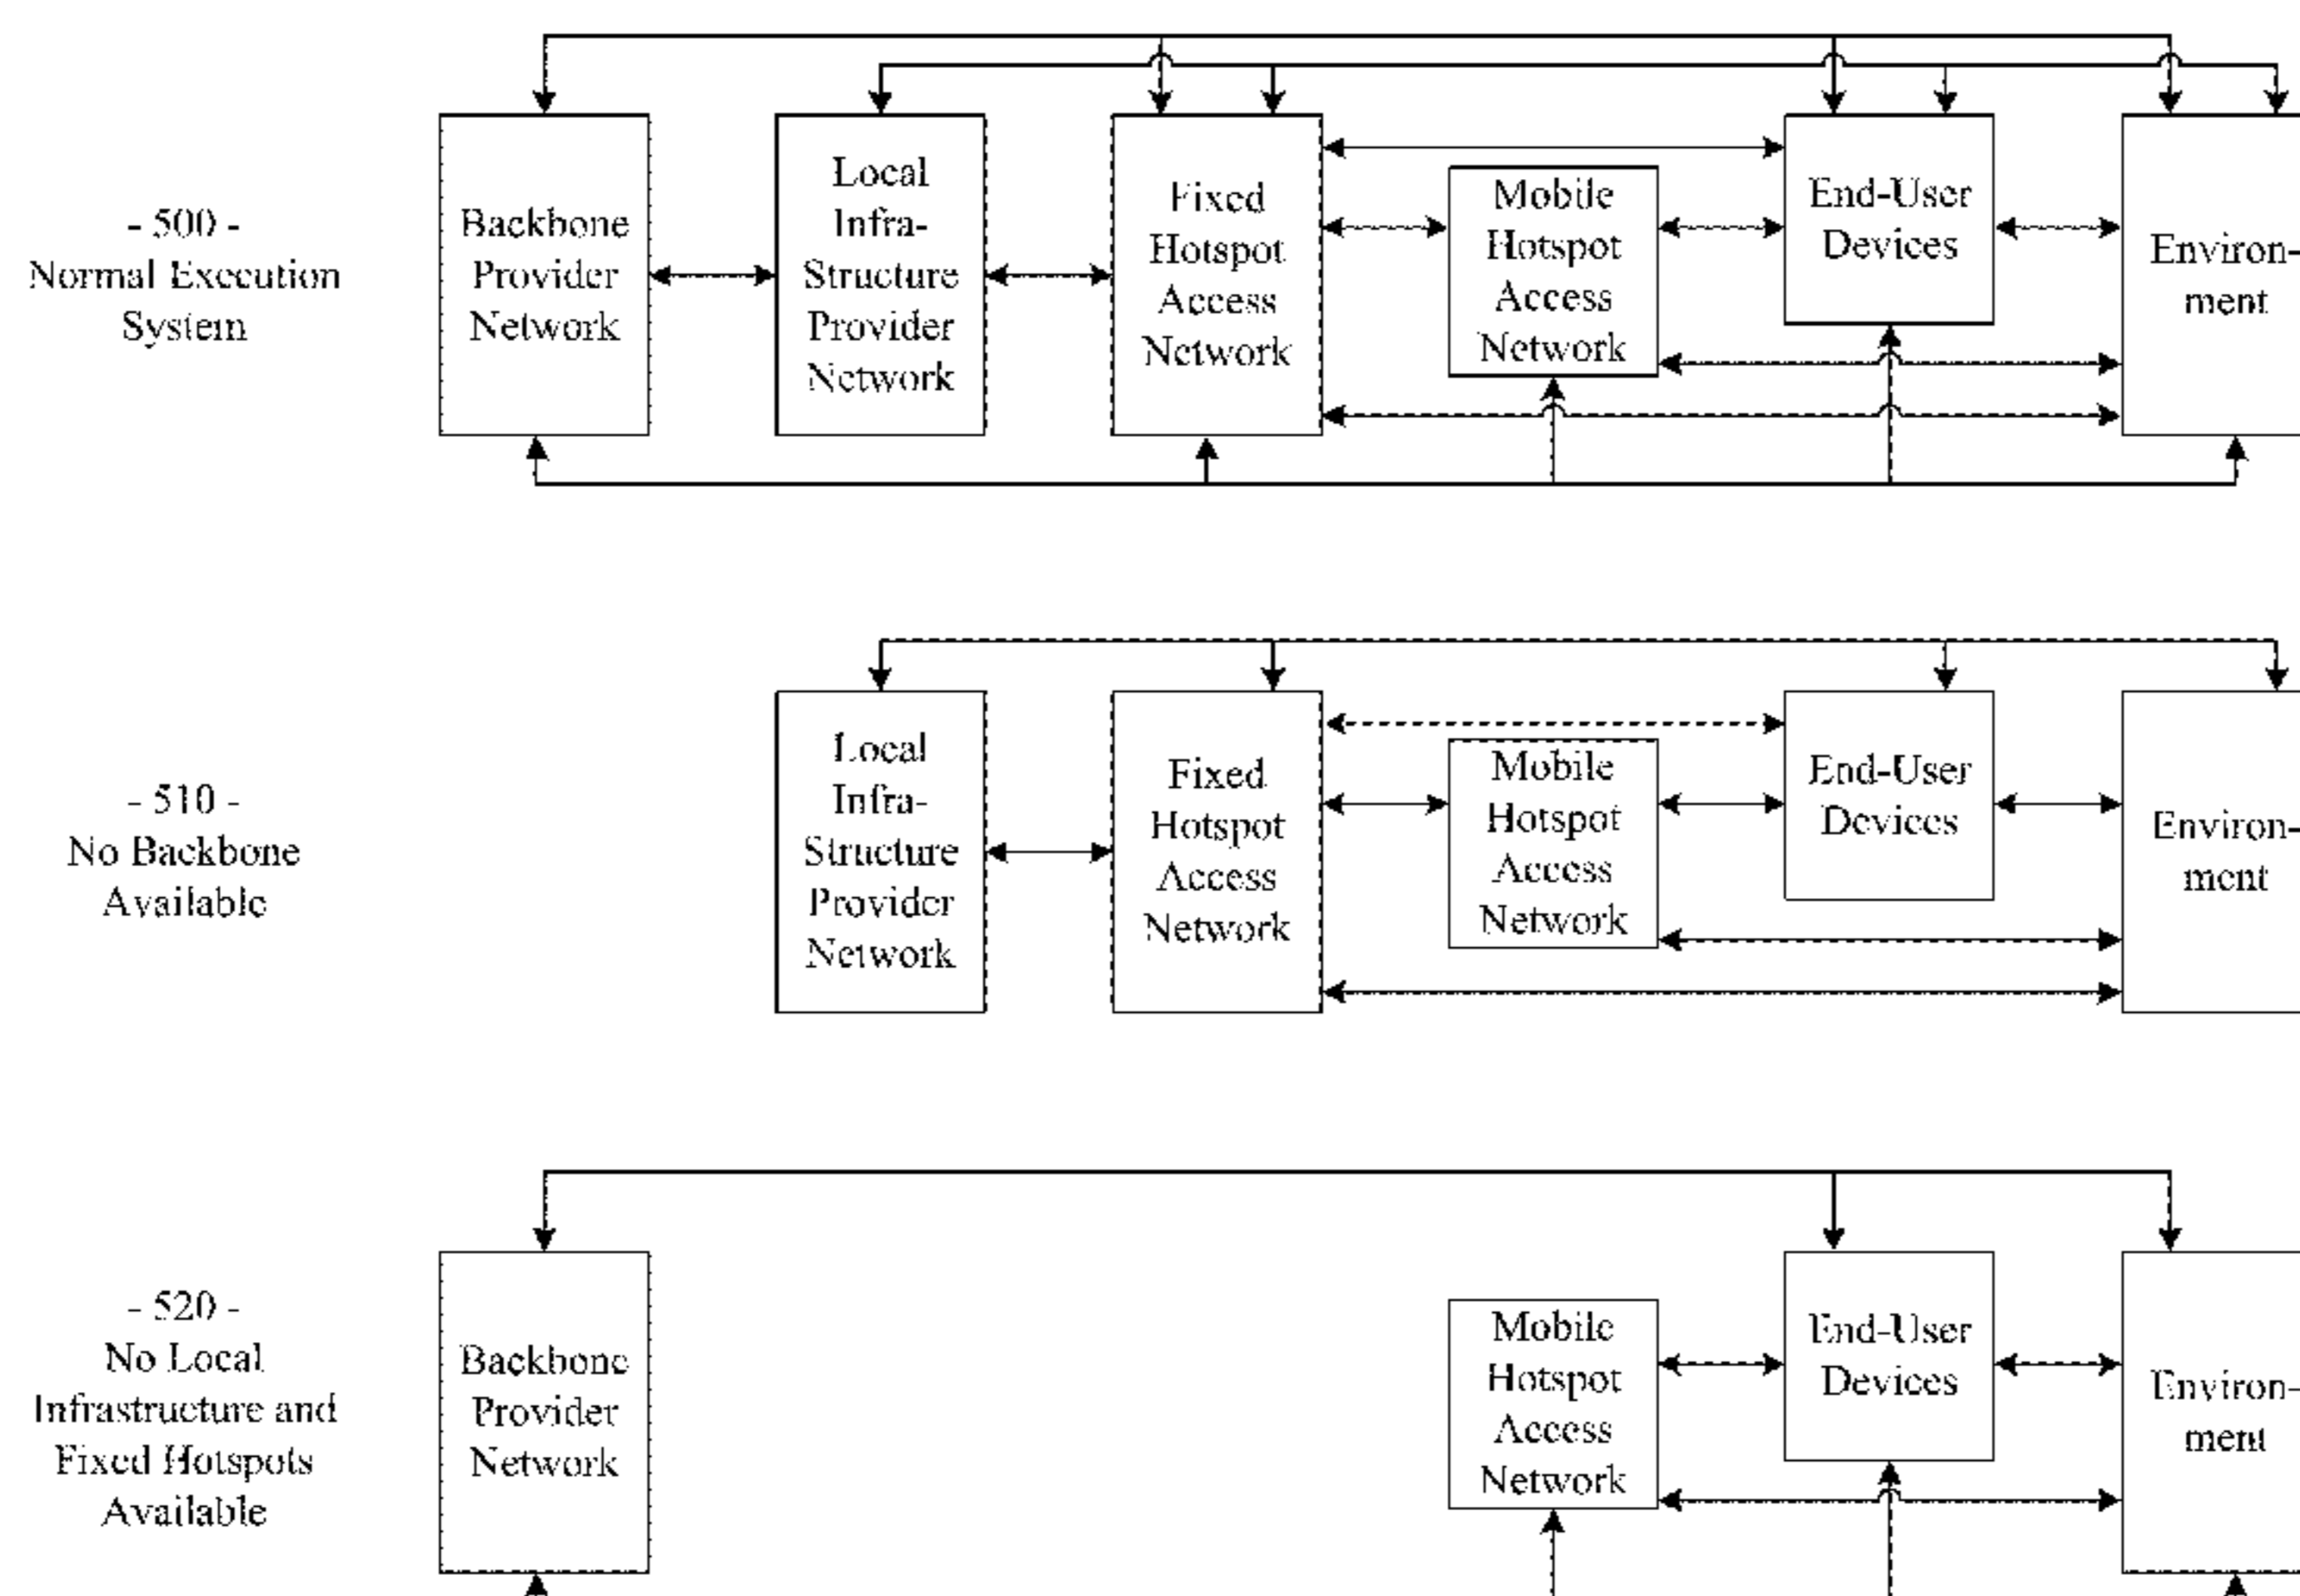 - 500 -
Normal Execution
System
Backbone
Provider
Network
Local
Infra-
Structure
Provider
Network
Fixed
Hotspot
Access
Network
Mobile
Hotspot
Access
Network
End-User
Devices
Environ-
ment
- 510 -
No Backbone
Available
Local
Infra-
Structure
Provider
Network
Fixed
Hotspot
Access
Network
Mobile
Hotspot
Access
Network
End-User
Devices
Environ-
ment
- 520 -
No Local
Infrastructure and
Fixed Hotspots
Available
Backbone
Provider
Network
Mobile
Hotspot
Access
Network
End-User
Devices
Environ-
ment